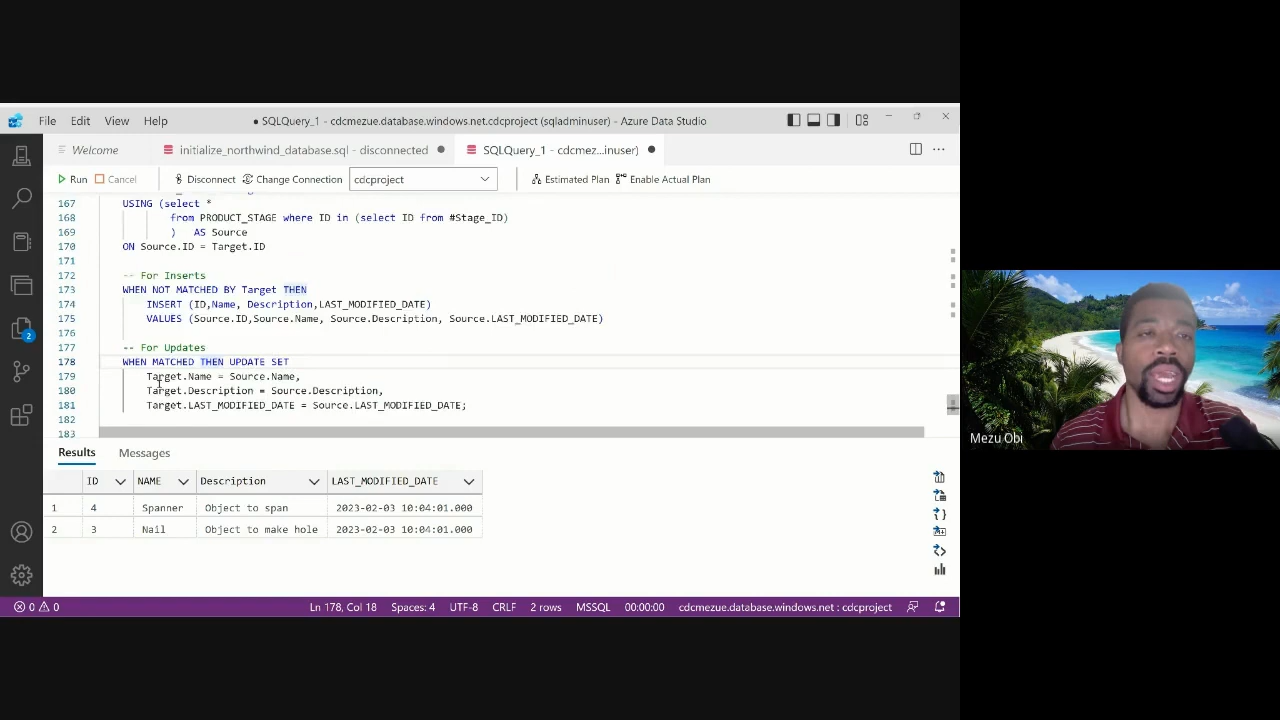 File Edit View Help
● SQLQuery_1 - cdcmezue.database.windows.net.cdcproject (sqladminuser) - Azure Data Studio
Welcome initialize_northwind_database.sql - disconnected ● SQLQuery_1 - cdcmez...inuser) ●
Run Cancel Disconnect Change Connection cdcproject Estimated Plan Enable Actual Plan
167 USING (select *
168 from PRODUCT_STAGE where ID in (select ID from #Stage_ID)
169 ) AS Source
170 ON Source.ID = Target.ID
171
172 -- For Inserts
173 WHEN NOT MATCHED BY Target THEN
174 INSERT (ID,Name, Description,LAST_MODIFIED_DATE)
175 VALUES (Source.ID,Source.Name, Source.Description, Source.LAST_MODIFIED_DATE)
176
177 -- For Updates
178 WHEN MATCHED THEN UPDATE SET
179 Target.Name = Source.Name,
180 Target.Description = Source.Description,
181 Target.LAST_MODIFIED_DATE = Source.LAST_MODIFIED_DATE;
182
183
2
Mezu Obi
Results Messages
ID NAME Description LAST_MODIFIED_DATE
1 4 Spanner Object to span 2023-02-03 10:04:01.000
2 3 Nail Object to make hole 2023-02-03 10:04:01.000
0 0 Ln 178, Col 18 Spaces: 4 UTF-8 CRLF 2 rows MSSQL 00:00:00 cdcmezue.database.windows.net : cdcproject